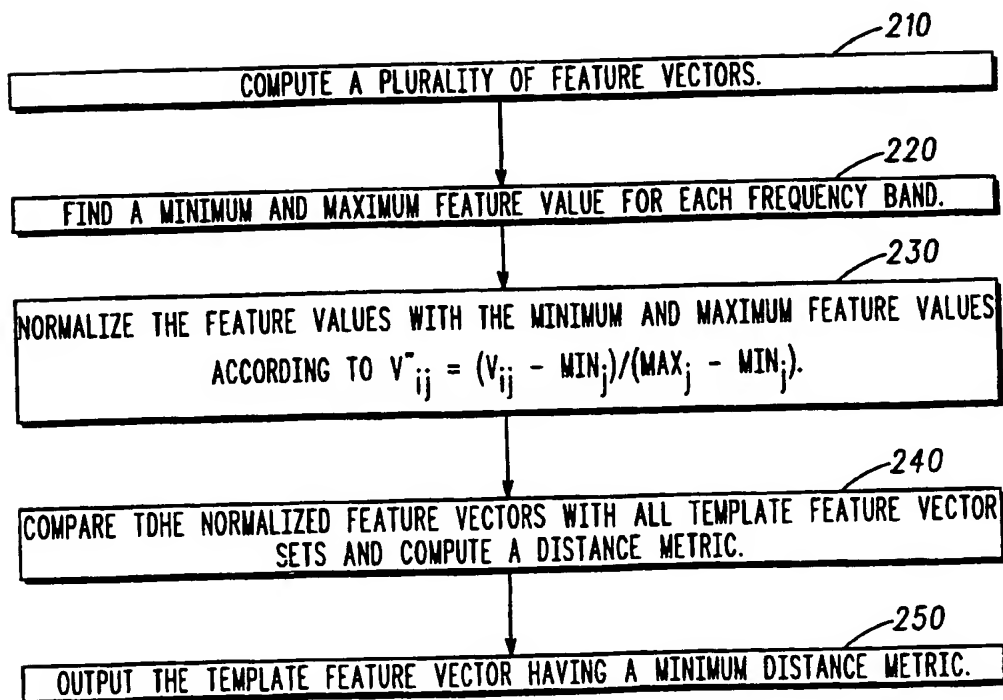 210
COMPUTE A PLURALITY OF FEATURE VECTORS.
220
FIND A MINIMUM AND MAXIMUM FEATURE VALUE FOR EACH FREQUENCY BAND.
230
NORMALIZE THE FEATURE VALUES WITH THE MINIMUM AND MAXIMUM FEATURE VALUES
ACCORDING TO V~ij = (Vij - MINj)/(MAXj - MINj).
240
COMPARE TDHE NORMALIZED FEATURE VECTORS WITH ALL TEMPLATE FEATURE VECTOR
SETS AND COMPUTE A DISTANCE METRIC.
250
OUTPUT THE TEMPLATE FEATURE VECTOR HAVING A MINIMUM DISTANCE METRIC.